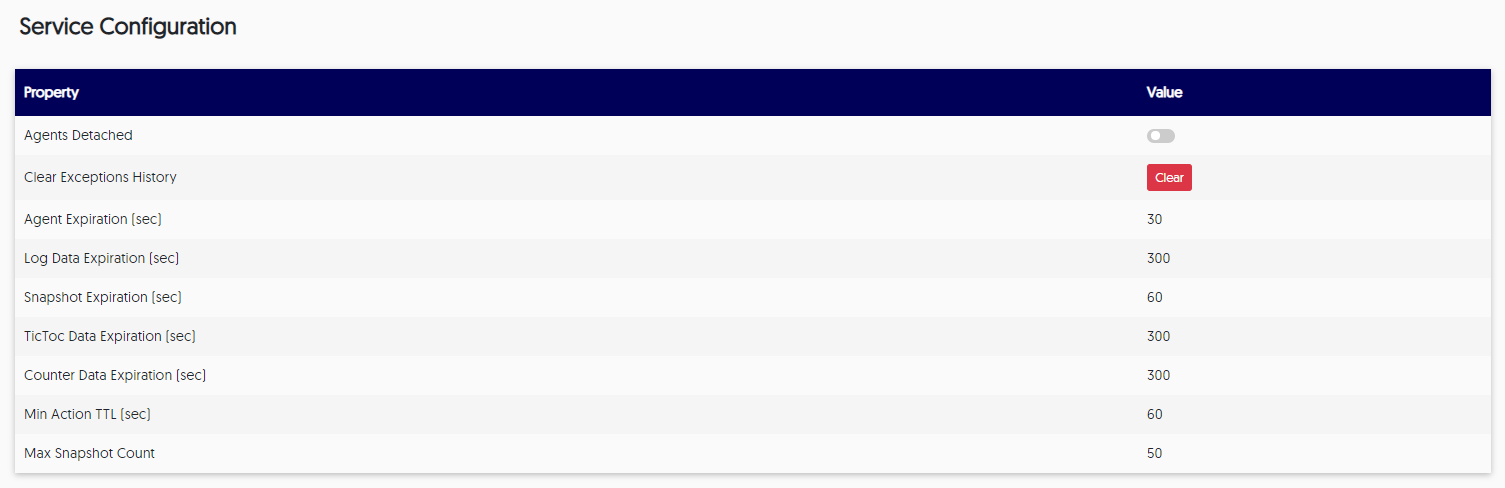 Service Configuration
Property Value
Agents Detached
Clear Exceptions History Clear
Agent Expiration (sec) 30
Log Data Expiration (sec) 300
Snapshot Expiration (sec) 60
TicToc Data Expiration (sec) 300
Counter Data Expiration (sec) 300
Min Action TTL (sec) 60
Max Snapshot Count 50